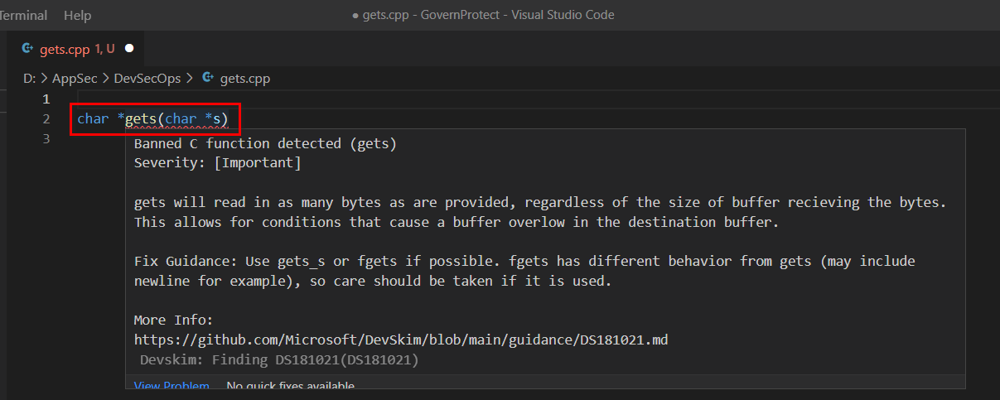 Terminal Help
● gets.cpp - GovernProtect - Visual Studio Code
gets.cpp 1, U ●
D: > AppSec > DevSecOps > gets.cpp
1
2 char *gets(char *s)
3
Banned C function detected (gets)
Severity: [Important]
gets will read in as many bytes as are provided, regardless of the size of buffer recieving the bytes.
This allows for conditions that cause a buffer overlow in the destination buffer.
Fix Guidance: Use gets_s or fgets if possible. fgets has different behavior from gets (may include
newline for example), so care should be taken if it is used.
More Info:
https://github.com/Microsoft/DevSkim/blob/main/guidance/DS181021.md
Devskim: Finding DS181021(DS181021)
View Problem No quick fixes available